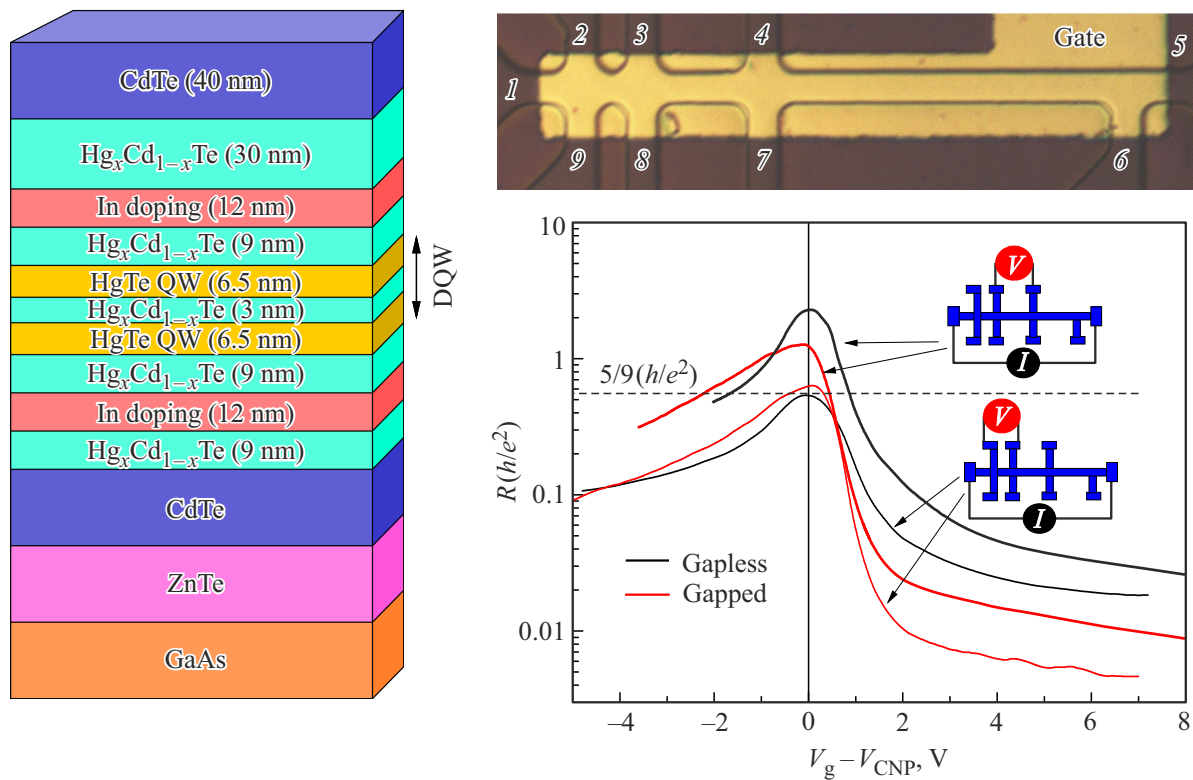 CdTe (40 nm)
HgₓCd₁₋ₓTe (30 nm)
In doping (12 nm)
HgₓCd₁₋ₓTe (9 nm)
HgTe QW (6.5 nm)
HgₓCd₁₋ₓTe (3 nm)
HgTe QW (6.5 nm)
HgₓCd₁₋ₓTe (9 nm)
In doping (12 nm)
HgₓCd₁₋ₓTe (9 nm)
CdTe
ZnTe
GaAs
DQW
2 3 4
Gate
5
1
9 8 7 6
10
1
0.1
0.01
R (h/e²)
5/9 (h/e²)
V
I
V
I
Gapless
Gapped
−4 −2 0 2 4 6 8
V_g − V_CNP, V